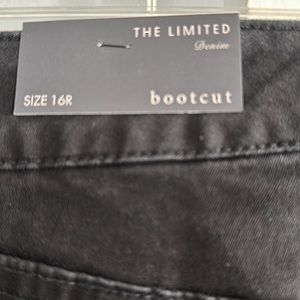 THE LIMITED
Denim
SIZE 16R
bootcut